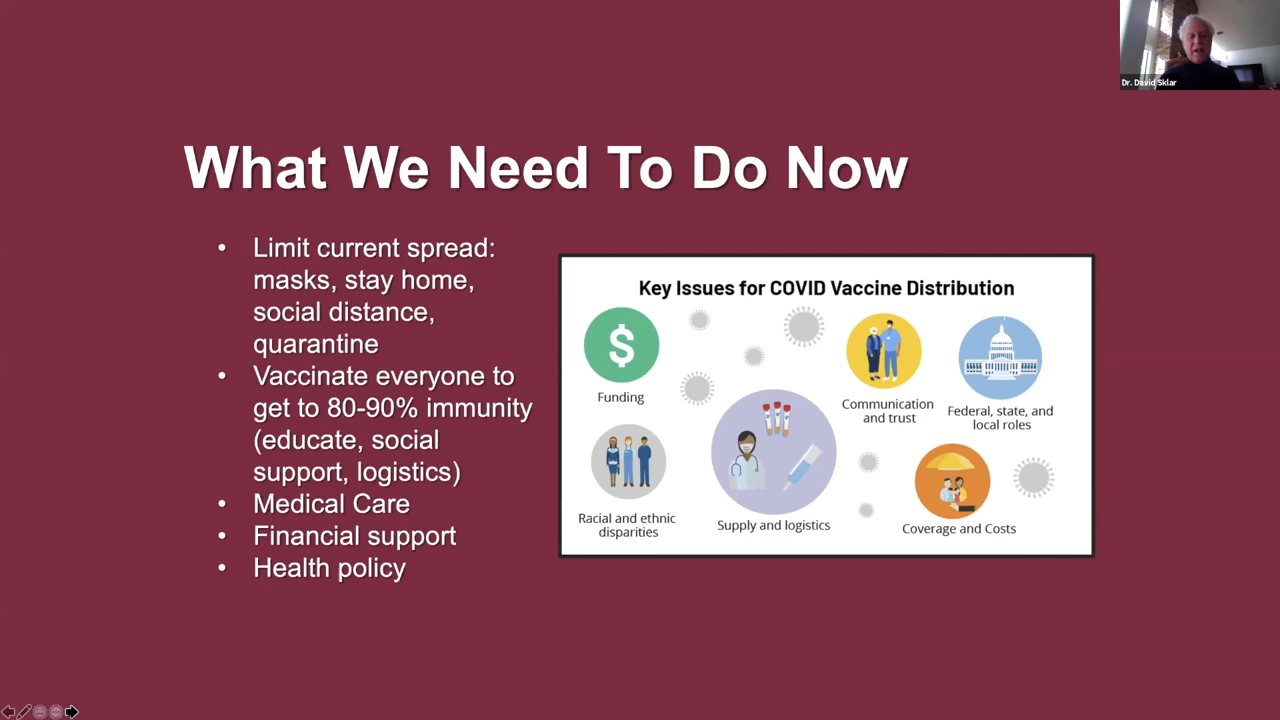 Dr. David Sklar
What We Need To Do Now
• Limit current spread:
masks, stay home,
social distance,
quarantine
• Vaccinate everyone to
get to 80-90% immunity
(educate, social
support, logistics)
• Medical Care
• Financial support
• Health policy
Key Issues for COVID Vaccine Distribution
$
Funding
Communication
and trust
Federal, state, and
local roles
Racial and ethnic
disparities
Supply and logistics
Coverage and Costs